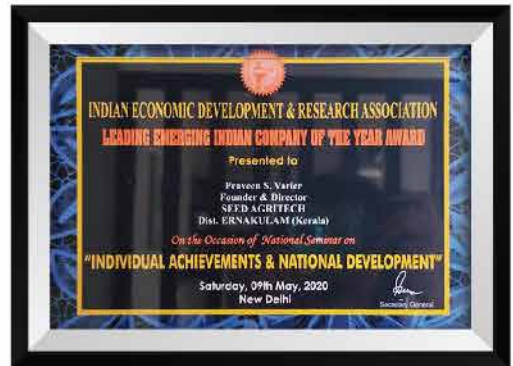 INDIAN ECONOMIC DEVELOPMENT & RESEARCH ASSOCIATION
LEADING EMERGING INDIAN COMPANY OF THE YEAR AWARD
Presented to
Praveen S. Varier
Founder & Director
SEED AGRITECH
Dist. ERNAKULAM (Kerala)
On the Occasion of National Seminar on
"INDIVIDUAL ACHIEVEMENTS & NATIONAL DEVELOPMENT"
Saturday, 09th May, 2020
New Delhi
Secretary General